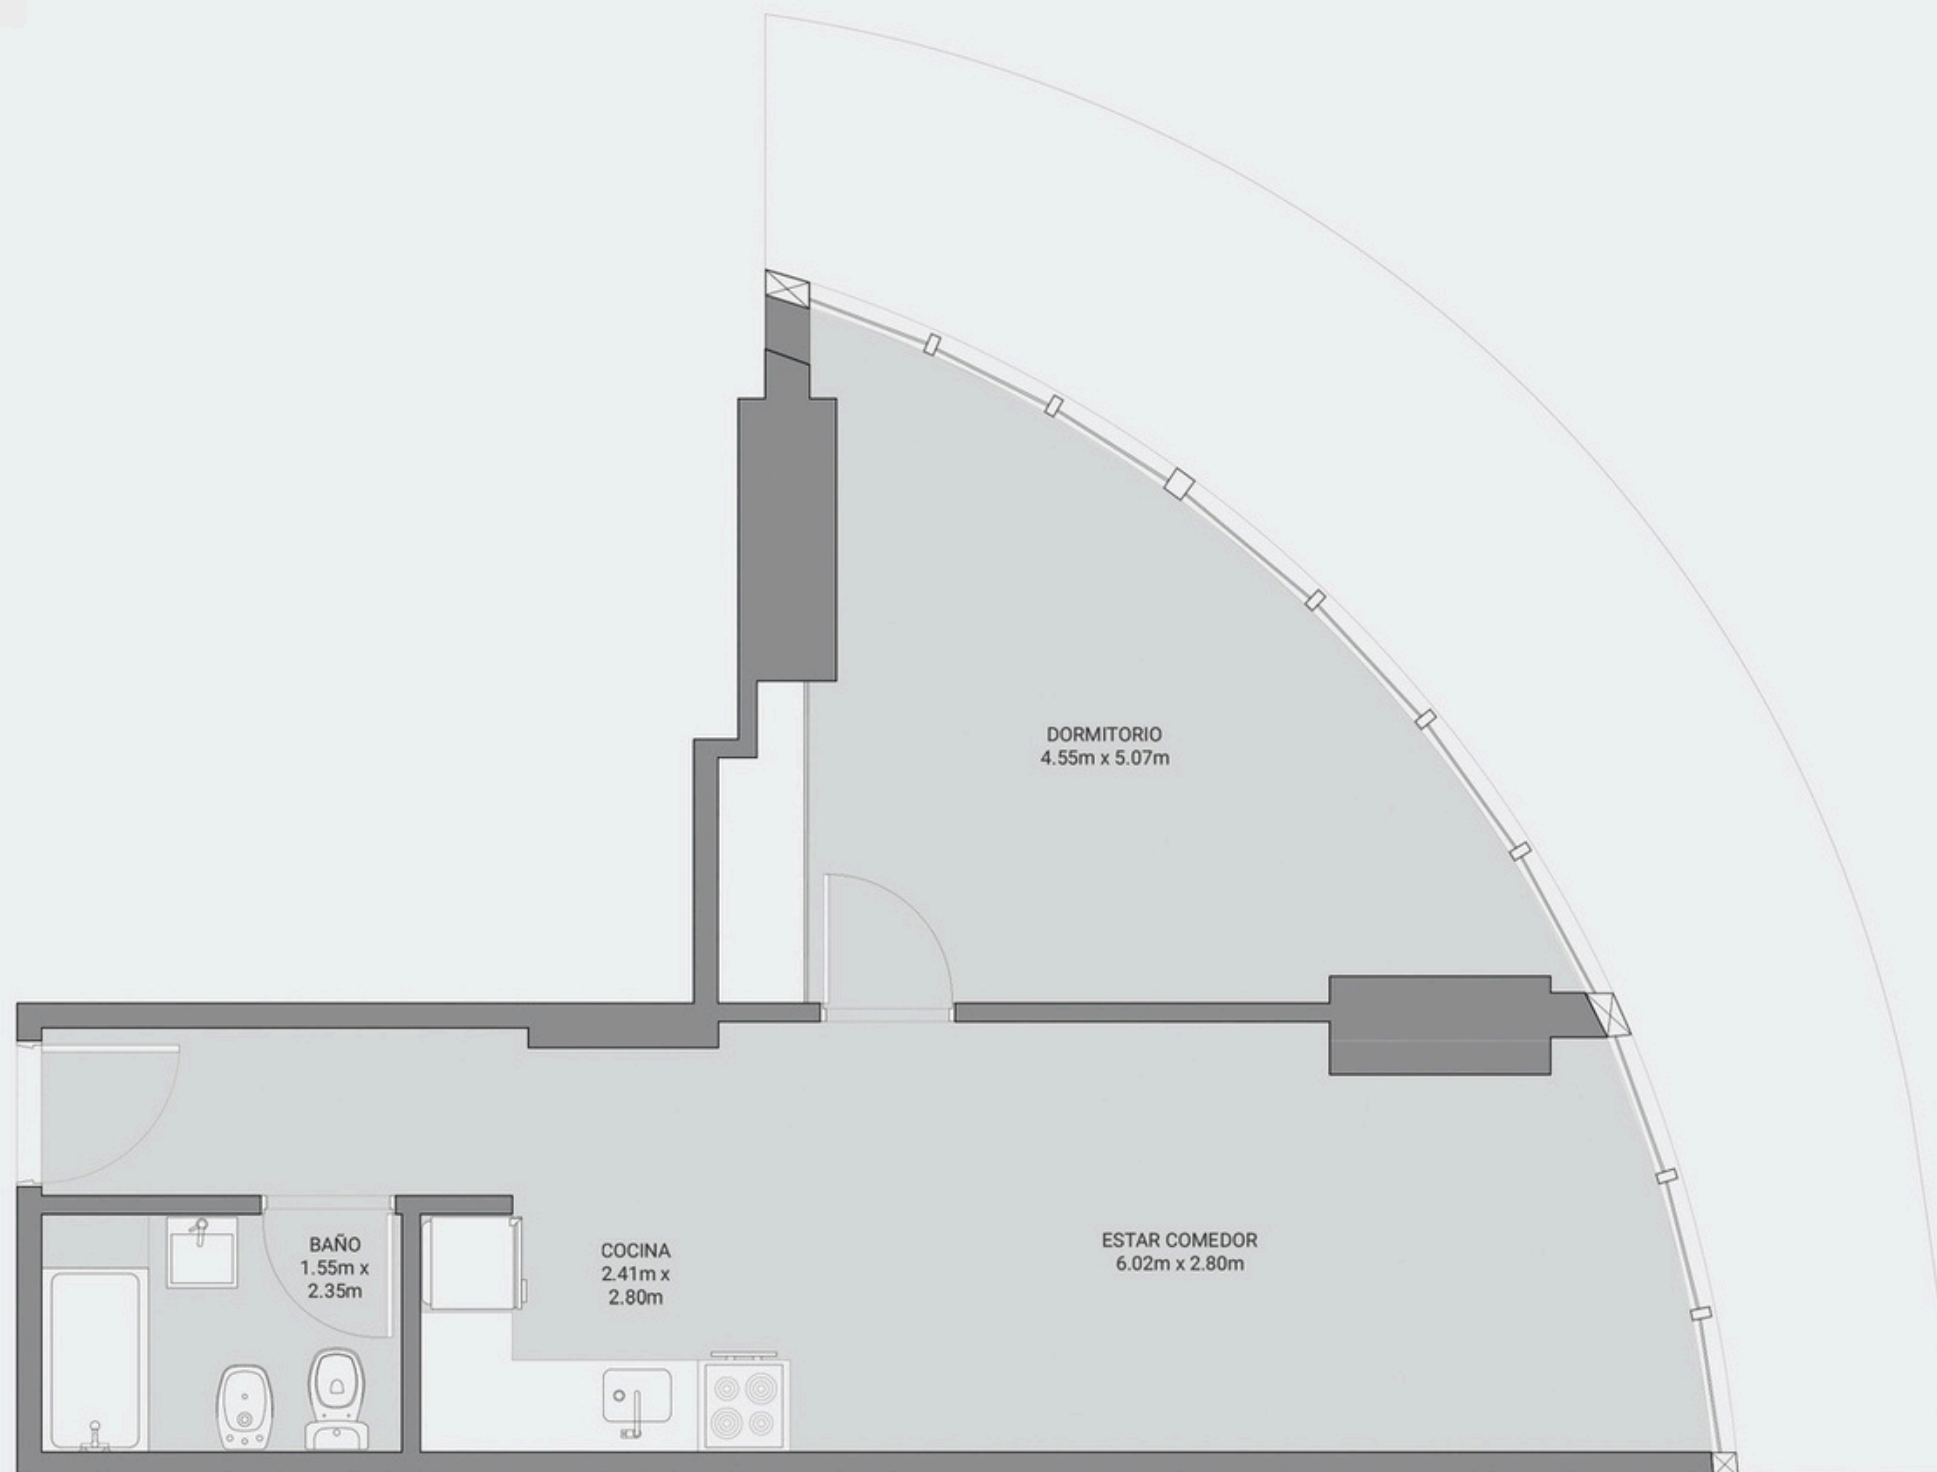 DORMITORIO
4.55m x 5.07m
BAÑO
1.55m x
2.35m
COCINA
2.41m x
2.80m
ESTAR COMEDOR
6.02m x 2.80m